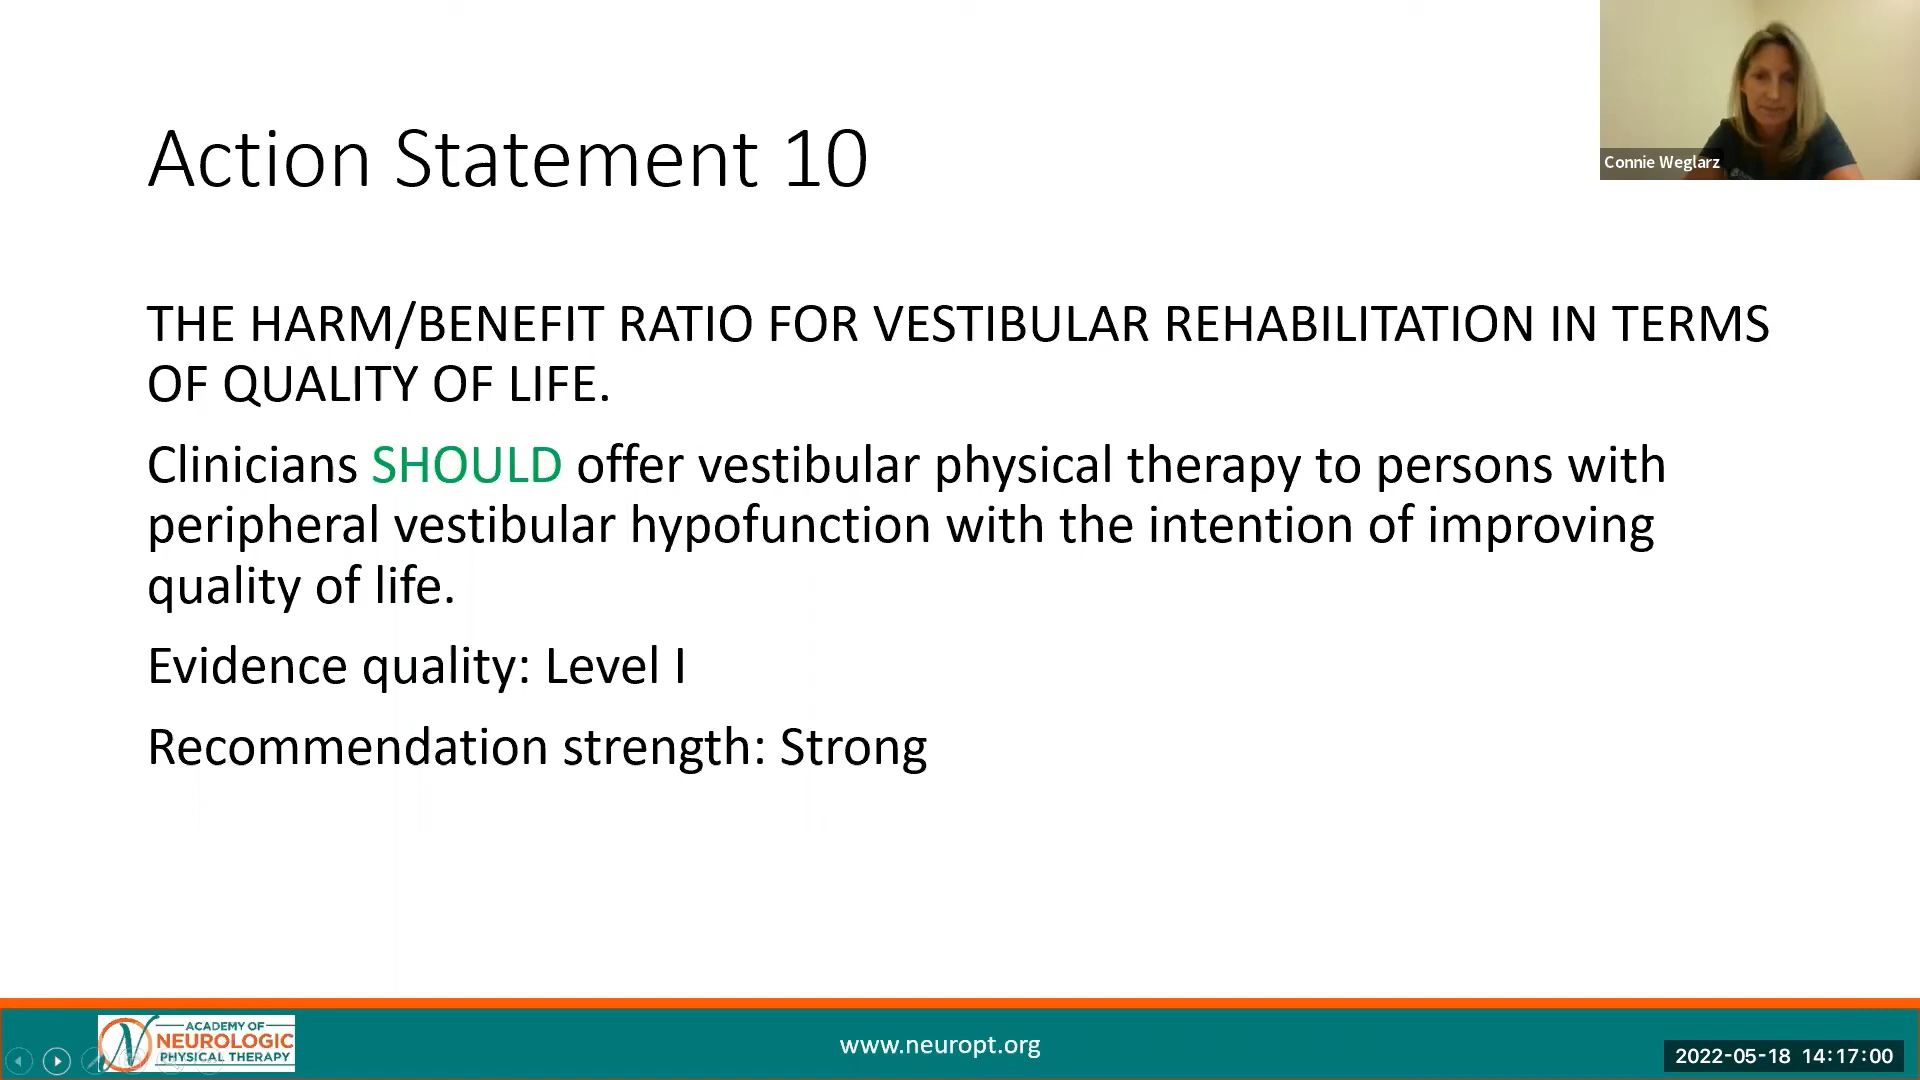 Connie Weglarz
Action Statement 10
THE HARM/BENEFIT RATIO FOR VESTIBULAR REHABILITATION IN TERMS
OF QUALITY OF LIFE.
Clinicians SHOULD offer vestibular physical therapy to persons with
peripheral vestibular hypofunction with the intention of improving
quality of life.
Evidence quality: Level I
Recommendation strength: Strong
ACADEMY OF
NEUROLOGIC
PHYSICAL THERAPY
www.neuropt.org
2022-05-18 14:17:00